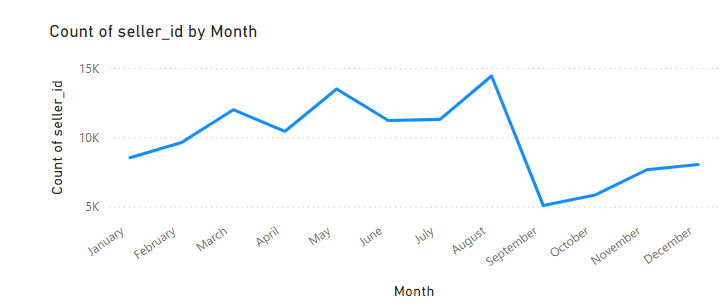 Count of seller_id by Month
15K
10K
5K
Count of seller_id
January
February
March
April
May
June
July
August
September
October
November
December
Month